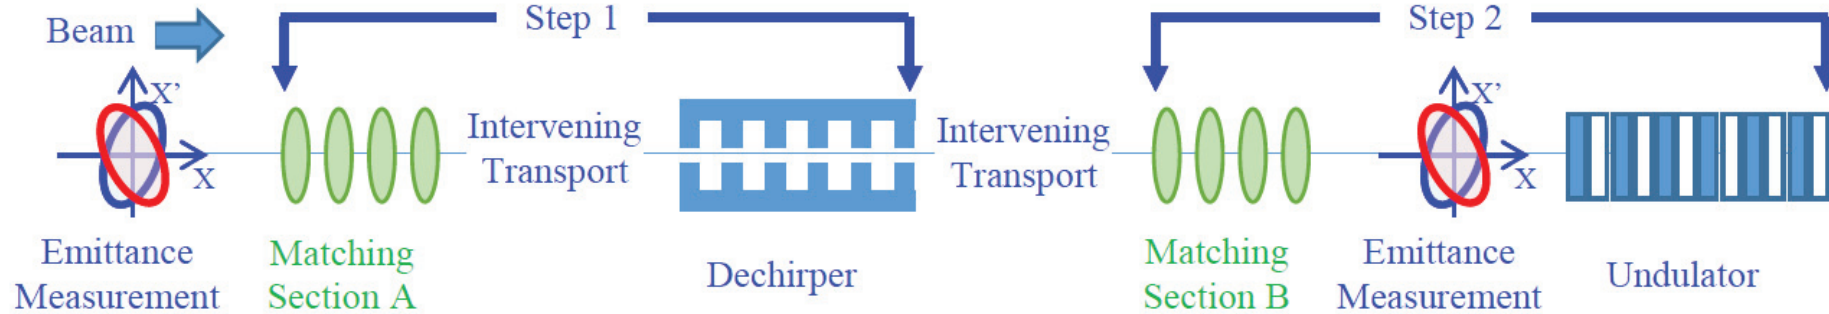 Beam
Step 1
Step 2
X’
X
Intervening
Transport
Intervening
Transport
X’
X
Emittance
Measurement
Matching
Section A
Dechirper
Matching
Section B
Emittance
Measurement
Undulator